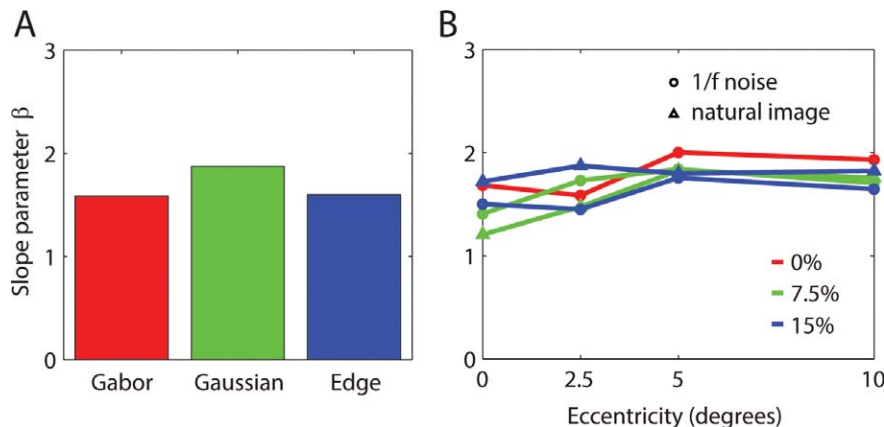 A
B
Slope parameter β
3
2
1
0
Gabor
Gaussian
Edge
3
2
1
0
1/f noise
natural image
0%
7.5%
15%
0
2.5
5
10
Eccentricity (degrees)